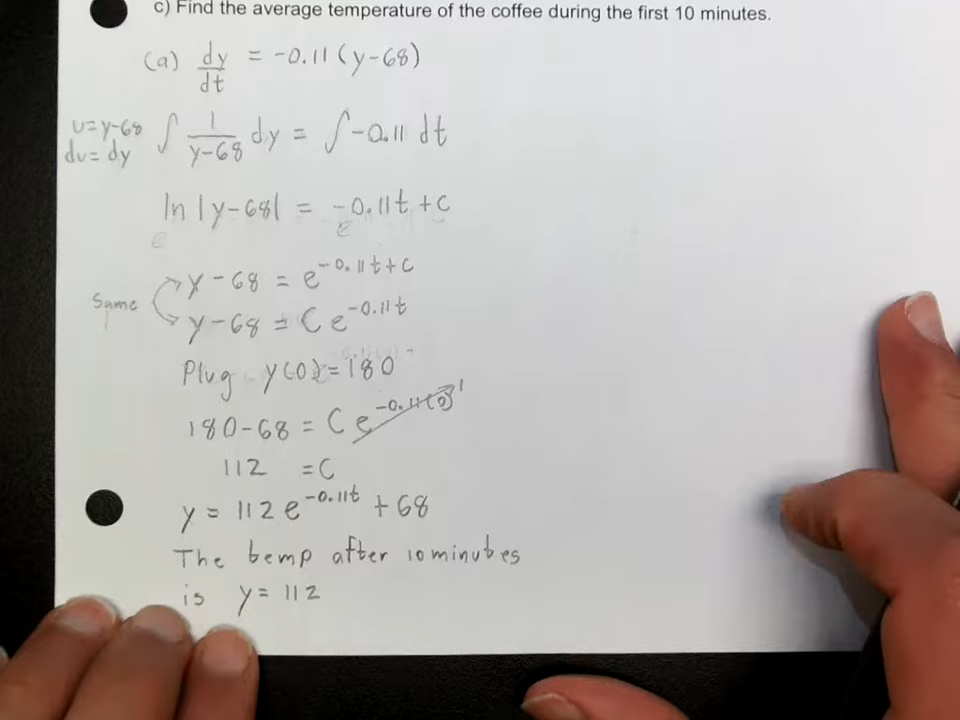 c) Find the average temperature of the coffee during the first 10 minutes.
(a) dy/dt = -0.11 (y-68)
u=y-68
du=dy
∫ 1/(y-68) dy = ∫ -0.11 dt
ln |y-68| = -0.11t + c
e e
Same
y-68 = e^(-0.11t+c)
y-68 = Ce^(-0.11t)
Plug y(0)=180
180-68 = Ce^(-0.11(0)) 1
112 = C
y = 112e^(-0.11t) + 68
The temp after 10 minutes
is y = 112